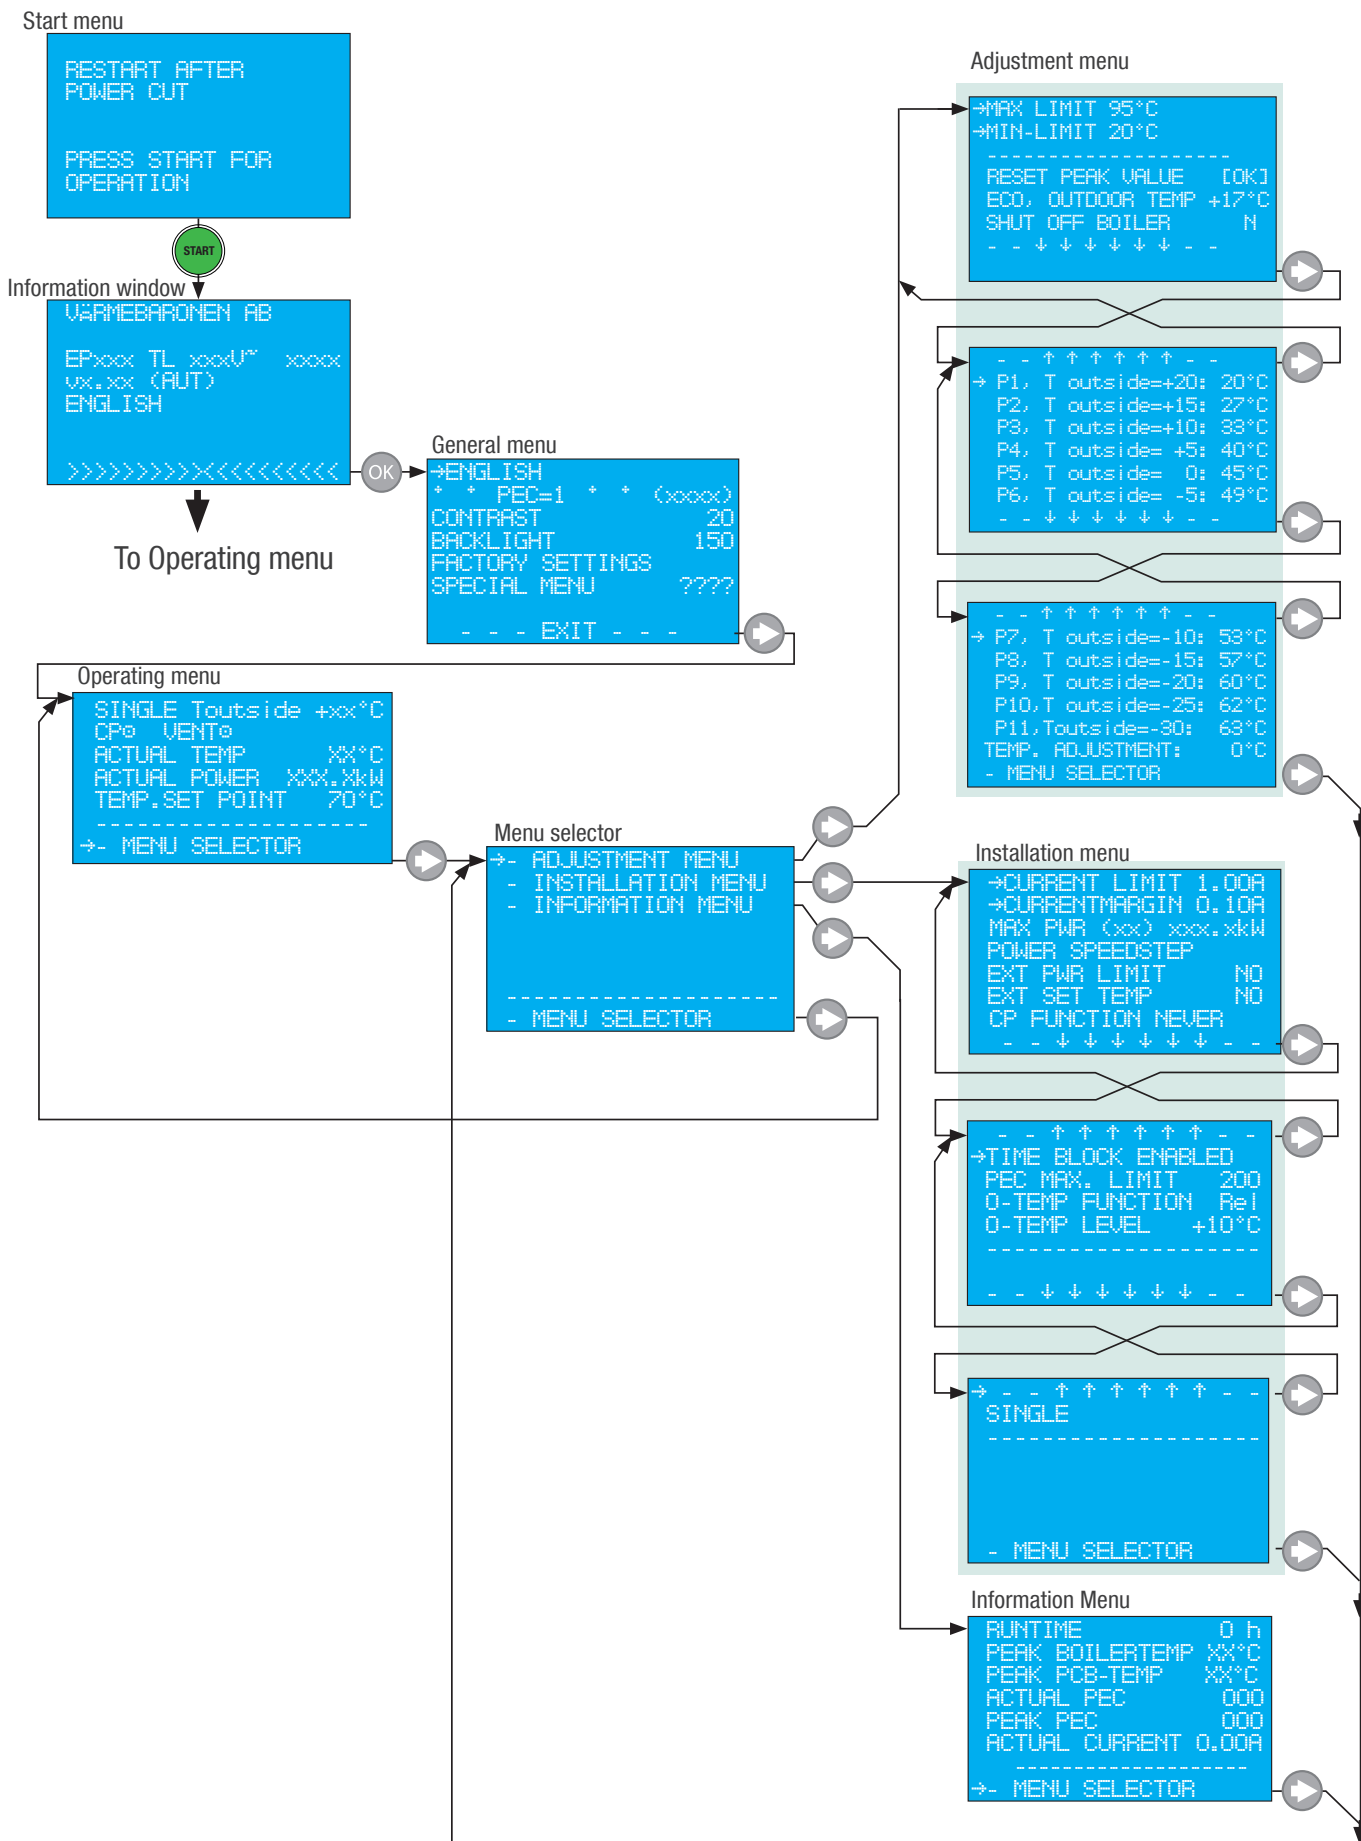 Start menu
RESTART AFTER
POWER CUT
PRESS START FOR
OPERATION
START
Information window
VÄRMEBARONEN AB
EPxxx TL xxxV~ xxxx
vx.xx (AUT)
ENGLISH
>>>>>>>>>><<<<<<<<<<
OK
To Operating menu
General menu
→ENGLISH
* * PEC=1 * * (xxxx)
CONTRAST 20
BACKLIGHT 150
FACTORY SETTINGS
SPECIAL MENU ????
- - - EXIT - - -
Operating menu
SINGLE Toutside +xx°C
CP⊙ VENT⊙
ACTUAL TEMP XX°C
ACTUAL POWER XXX.XkW
TEMP.SET POINT 70°C
--------------------
→- MENU SELECTOR
Menu selector
→- ADJUSTMENT MENU
- INSTALLATION MENU
- INFORMATION MENU
--------------------
- MENU SELECTOR
Adjustment menu
→MAX LIMIT 95°C
→MIN-LIMIT 20°C
--------------------
RESET PEAK VALUE [OK]
ECO, OUTDOOR TEMP +17°C
SHUT OFF BOILER N
- - ↓ ↓ ↓ ↓ ↓ ↓ - -
- - ↑ ↑ ↑ ↑ ↑ ↑ - -
→ P1, T outside=+20: 20°C
P2, T outside=+15: 27°C
P3, T outside=+10: 33°C
P4, T outside= +5: 40°C
P5, T outside= 0: 45°C
P6, T outside= -5: 49°C
- - ↓ ↓ ↓ ↓ ↓ ↓ - -
- - ↑ ↑ ↑ ↑ ↑ ↑ - -
→ P7, T outside=-10: 53°C
P8, T outside=-15: 57°C
P9, T outside=-20: 60°C
P10,T outside=-25: 62°C
P11,Toutside=-30: 63°C
TEMP. ADJUSTMENT: 0°C
- MENU SELECTOR
Installation menu
→CURRENT LIMIT 1.00A
→CURRENTMARGIN 0.10A
MAX PWR (xx) xxx.xkW
POWER SPEEDSTEP
EXT PWR LIMIT NO
EXT SET TEMP NO
CP FUNCTION NEVER
- - ↓ ↓ ↓ ↓ ↓ ↓ - -
- - ↑ ↑ ↑ ↑ ↑ ↑ - -
→TIME BLOCK ENABLED
PEC MAX. LIMIT 200
O-TEMP FUNCTION Rel
O-TEMP LEVEL +10°C
--------------------
- - ↓ ↓ ↓ ↓ ↓ ↓ - -
→ - - ↑ ↑ ↑ ↑ ↑ ↑ - -
SINGLE
--------------------
- MENU SELECTOR
Information Menu
RUNTIME 0 h
PEAK BOILERTEMP XX°C
PEAK PCB-TEMP XX°C
ACTUAL PEC 000
PEAK PEC 000
ACTUAL CURRENT 0.00A
--------------------
→- MENU SELECTOR